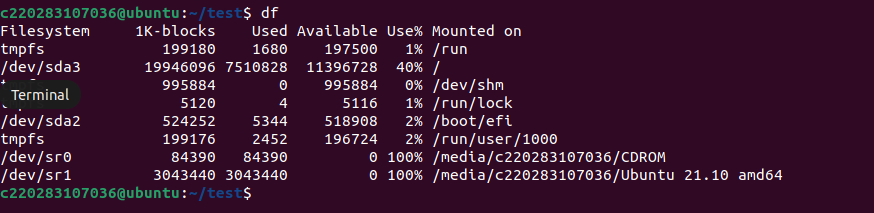 c220283107036@ubuntu:~/test$ df
Filesystem     1K-blocks    Used Available Use% Mounted on
tmpfs             199180    1680    197500   1% /run
/dev/sda3       19946096 7510828  11396728  40% /
995884       0    995884   0% /dev/shm
Terminal
5120       4      5116   1% /run/lock
/dev/sda2         524252    5344    518908   2% /boot/efi
tmpfs             199176    2452    196724   2% /run/user/1000
/dev/sr0           84390   84390         0 100% /media/c220283107036/CDROM
/dev/sr1         3043440 3043440         0 100% /media/c220283107036/Ubuntu 21.10 amd64
c220283107036@ubuntu:~/test$